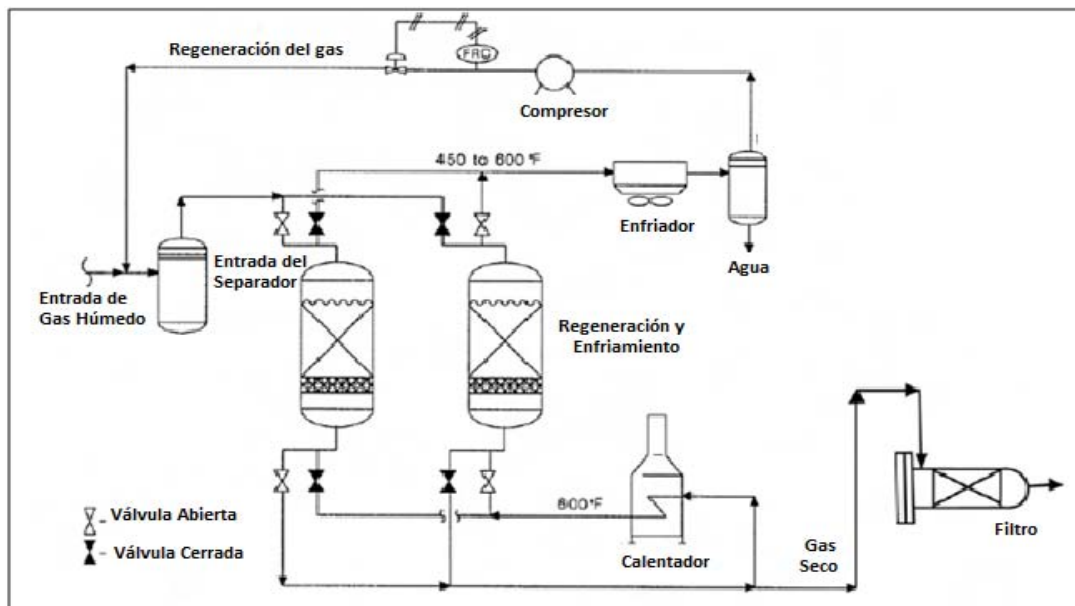 Regeneración del gas
FRC
Compresor
450 to 600 °F
Enfriador
Agua
Entrada del
Separador
Entrada de
Gas Húmedo
Regeneración y
Enfriamiento
600°F
Válvula Abierta
Válvula Cerrada
Calentador
Gas
Seco
Filtro